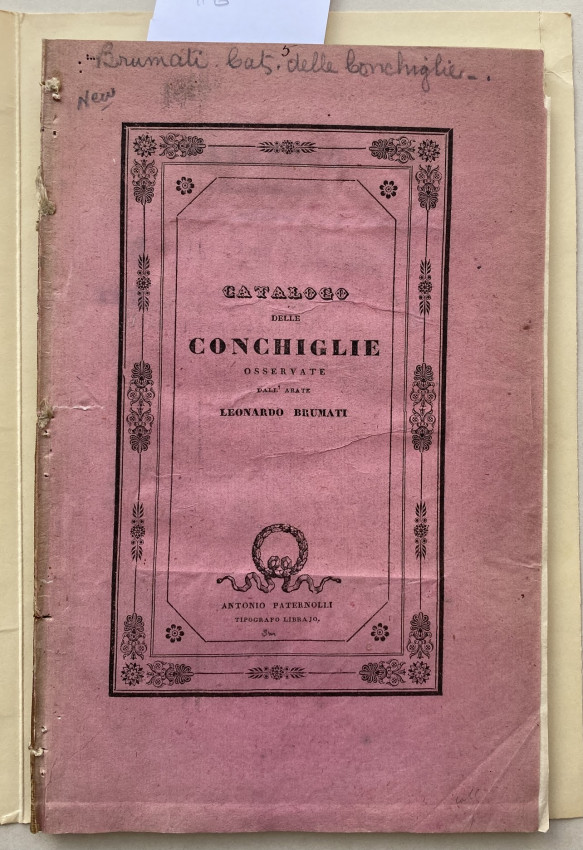 Brumati. Cat. delle Conchiglie
New
CATALOGO
DELLE
CONCHIGLIE
OSSERVATE
DALL' ABATE
LEONARDO BRUMATI
ANTONIO PATERNOLLI
TIPOGRAFO LIBRAJO,